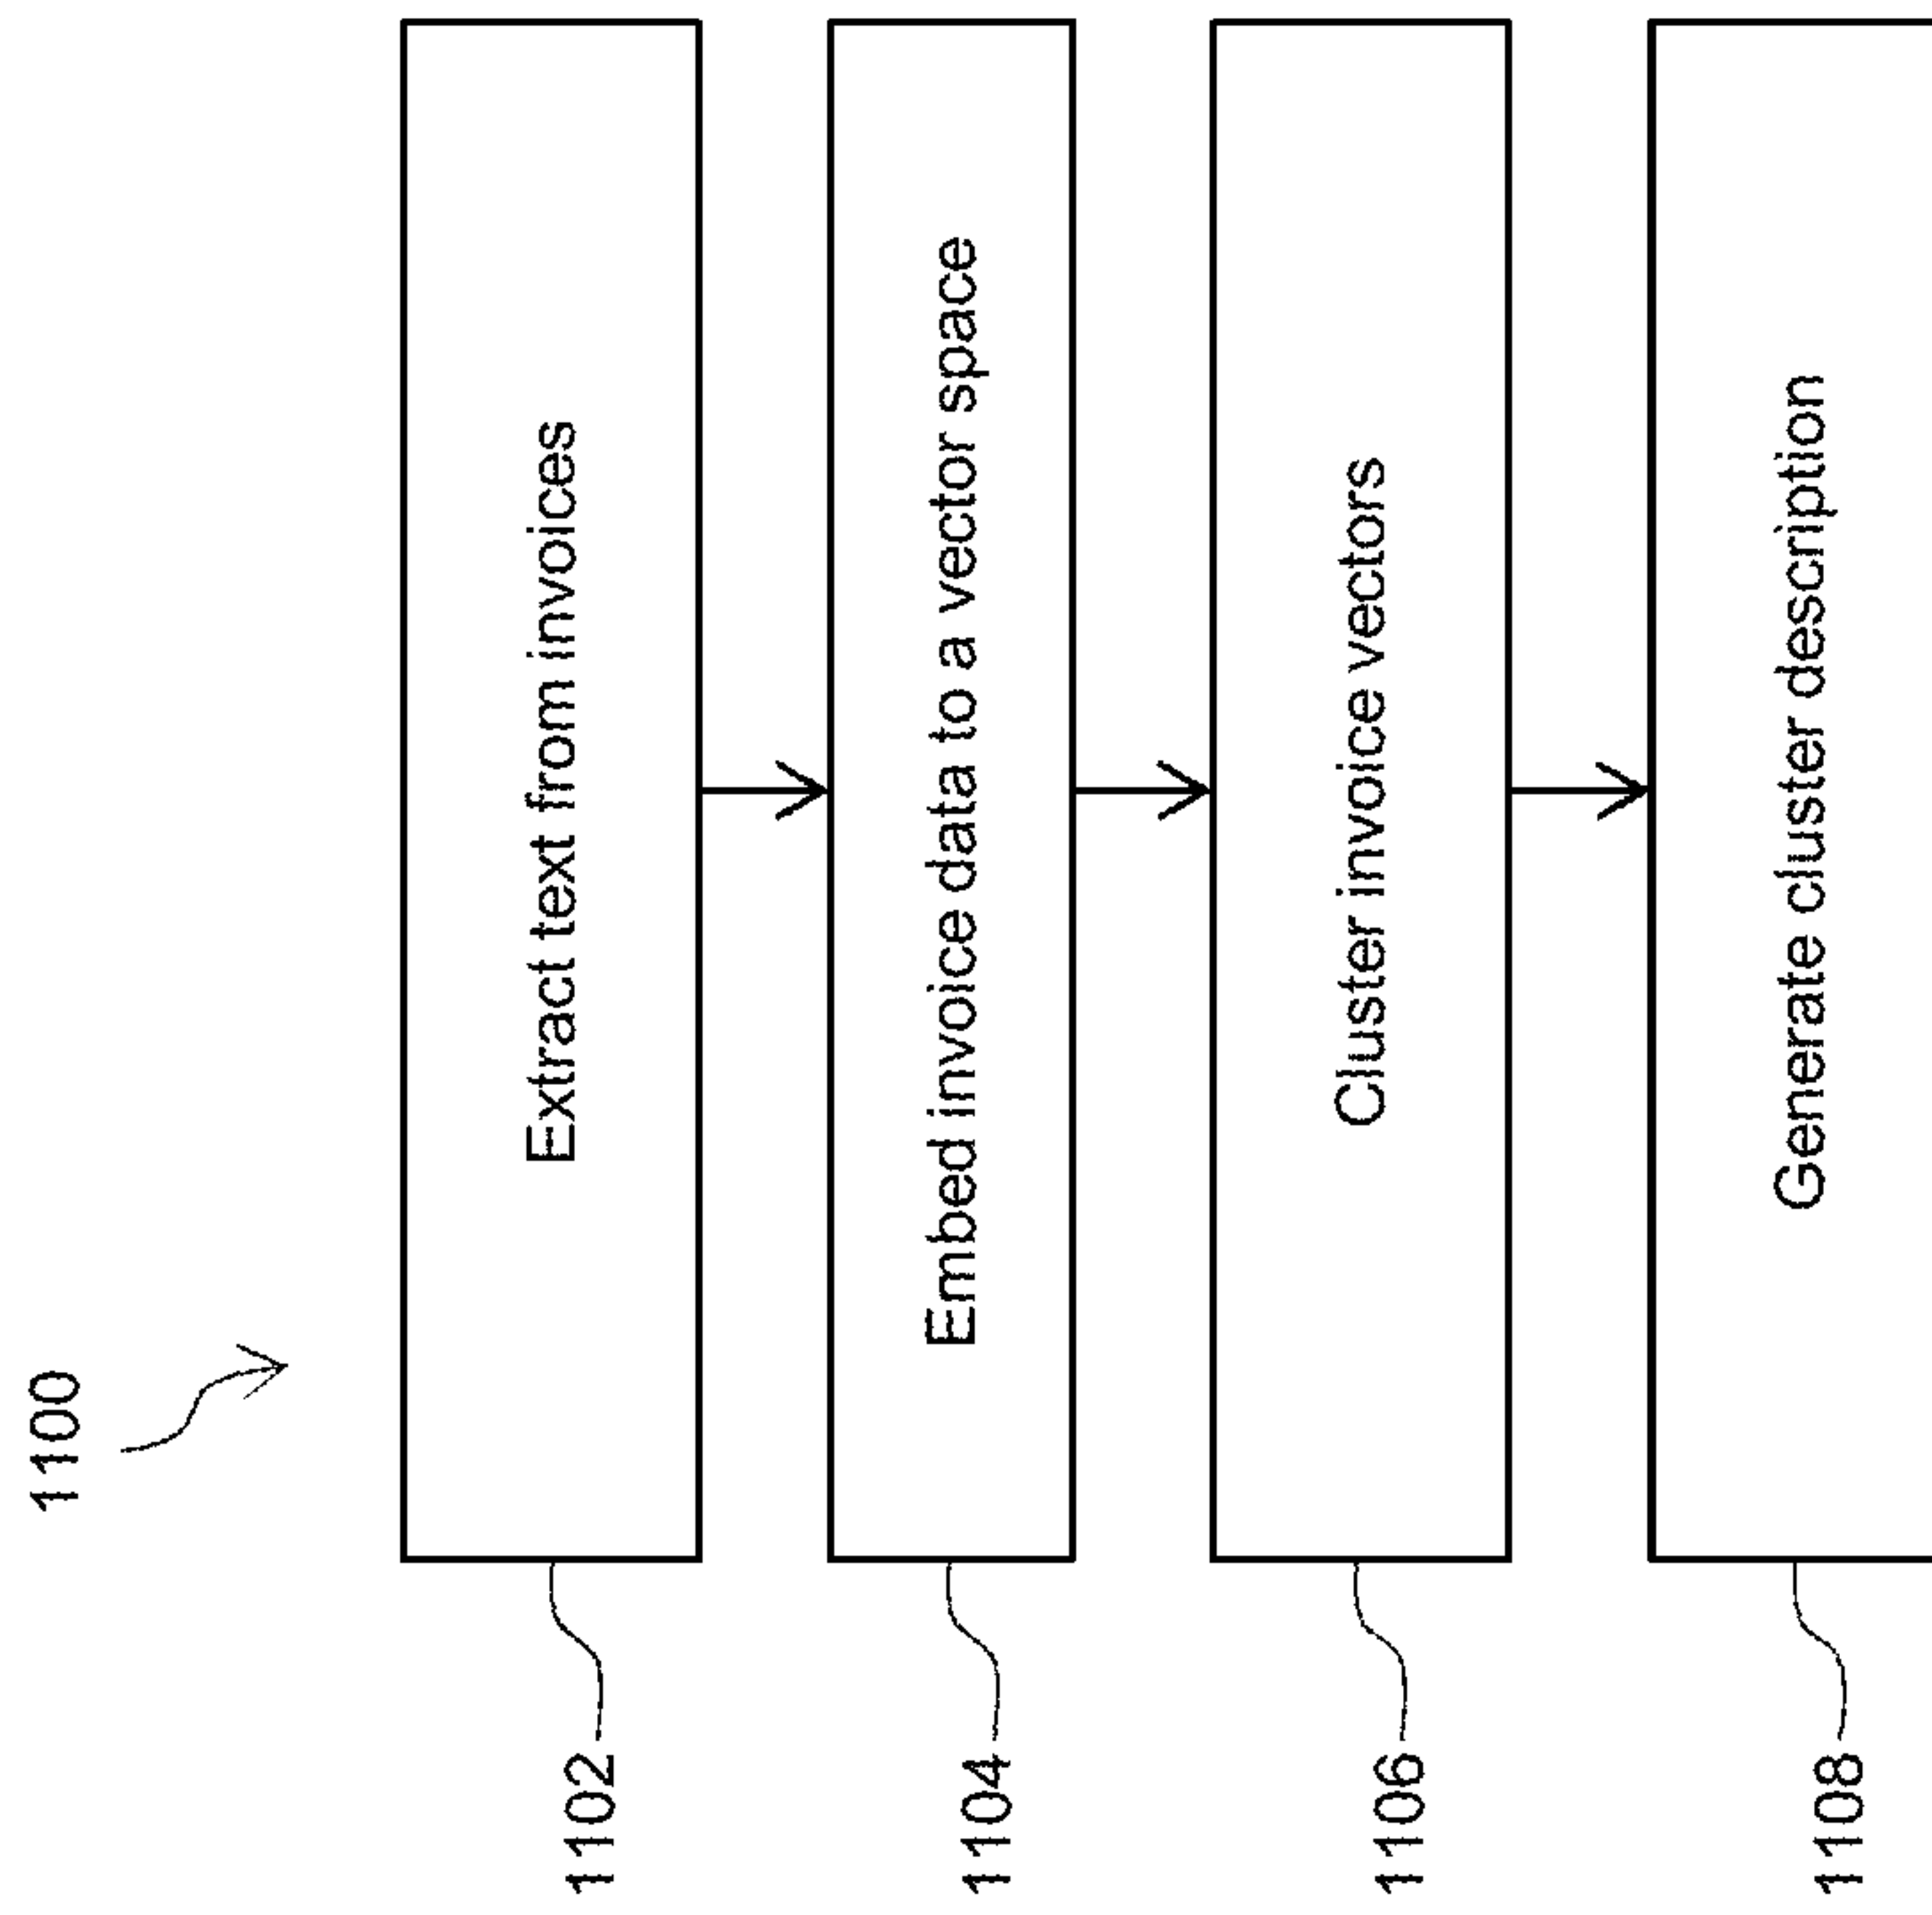 1100
Extract text from invoices
1102
Embed invoice data to a vector space
1104
Cluster invoice vectors
1106
Generate cluster description
1108